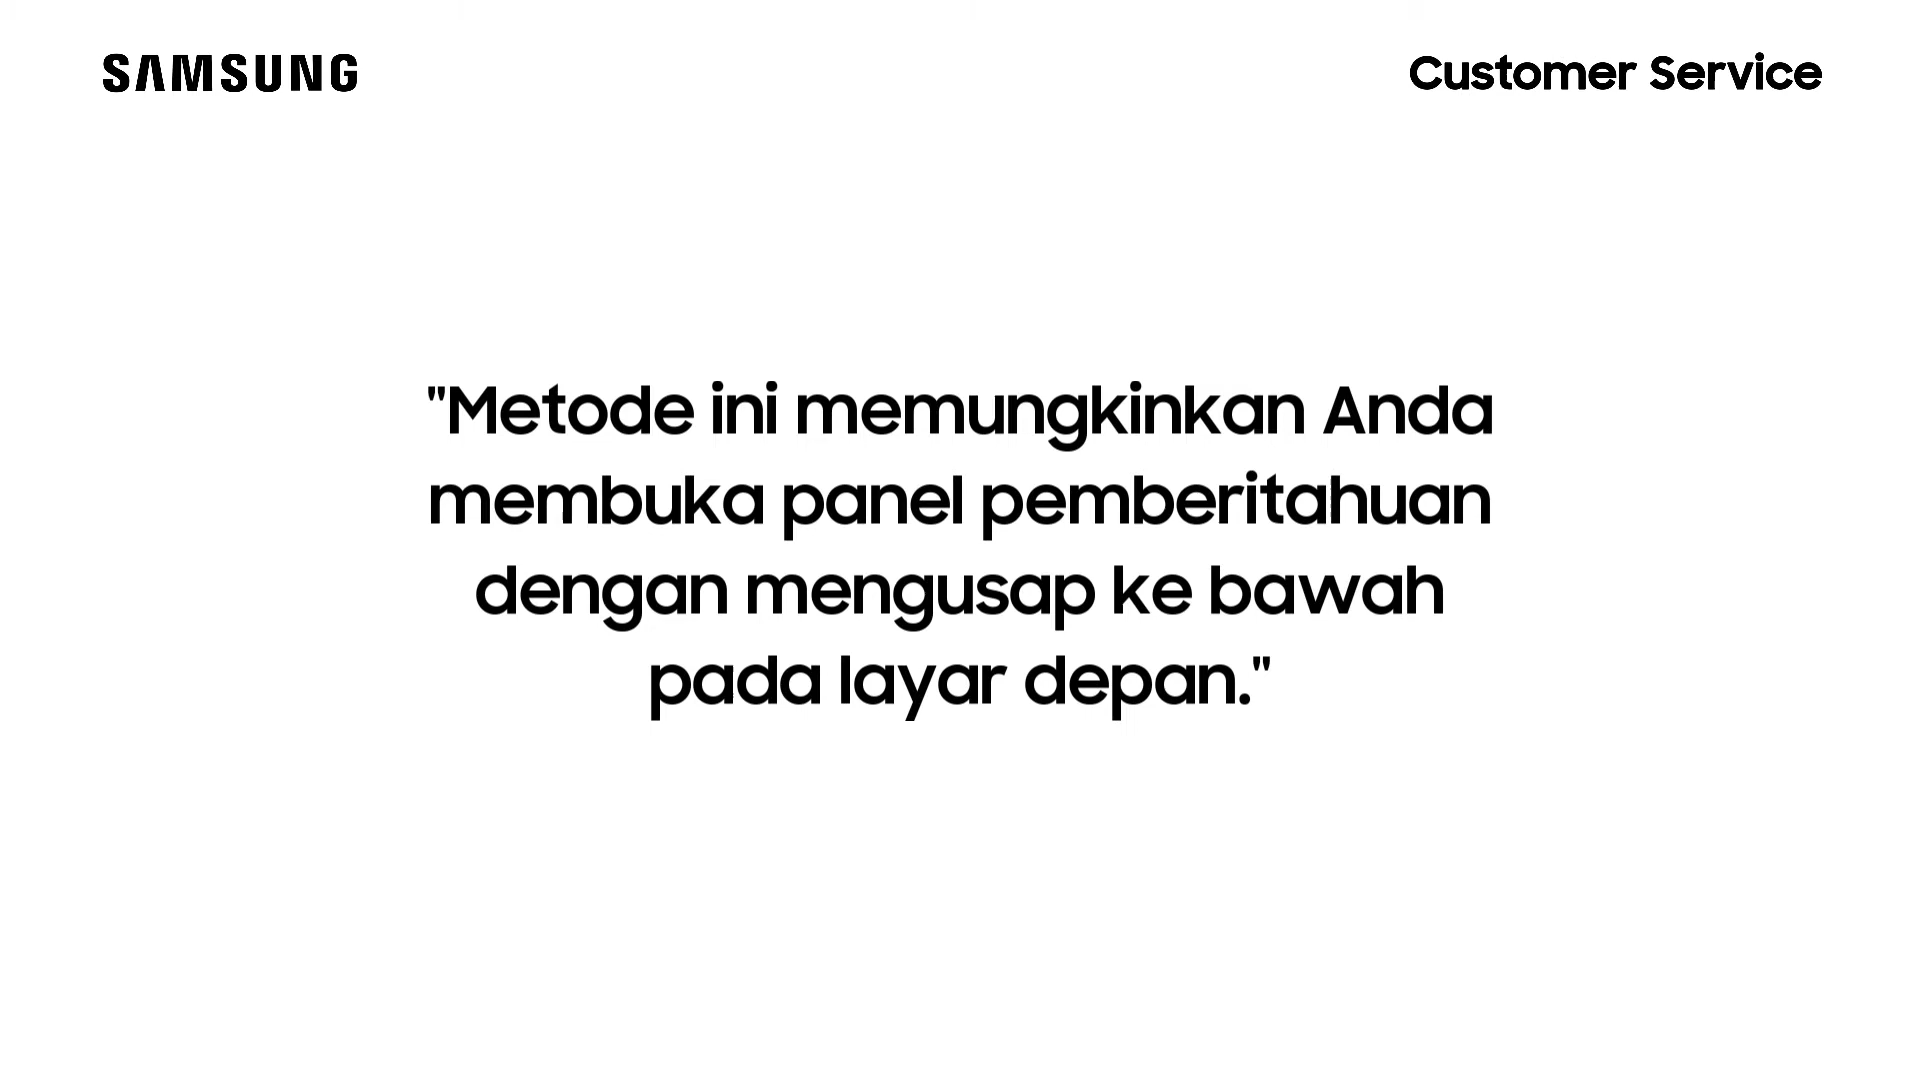 SAMSUNG
Customer Service
"Metode ini memungkinkan Anda
membuka panel pemberitahuan
dengan mengusap ke bawah
pada layar depan."